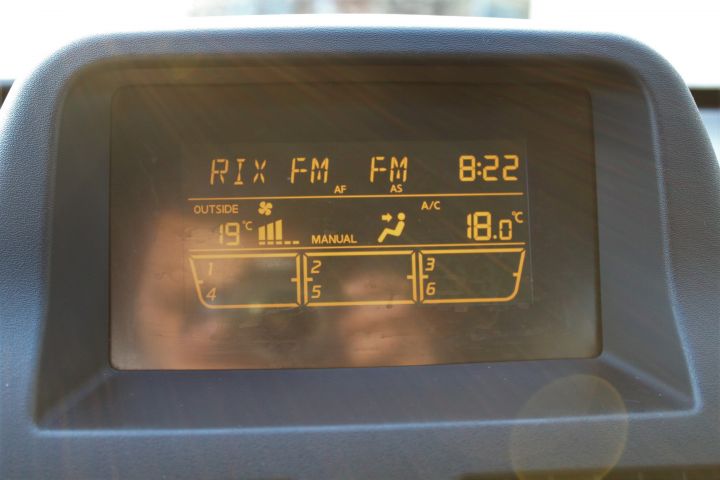 RIX FM AF FM AS 8:22
OUTSIDE A/C
19°C MANUAL 18.0°C
1 2 3
4 5 6